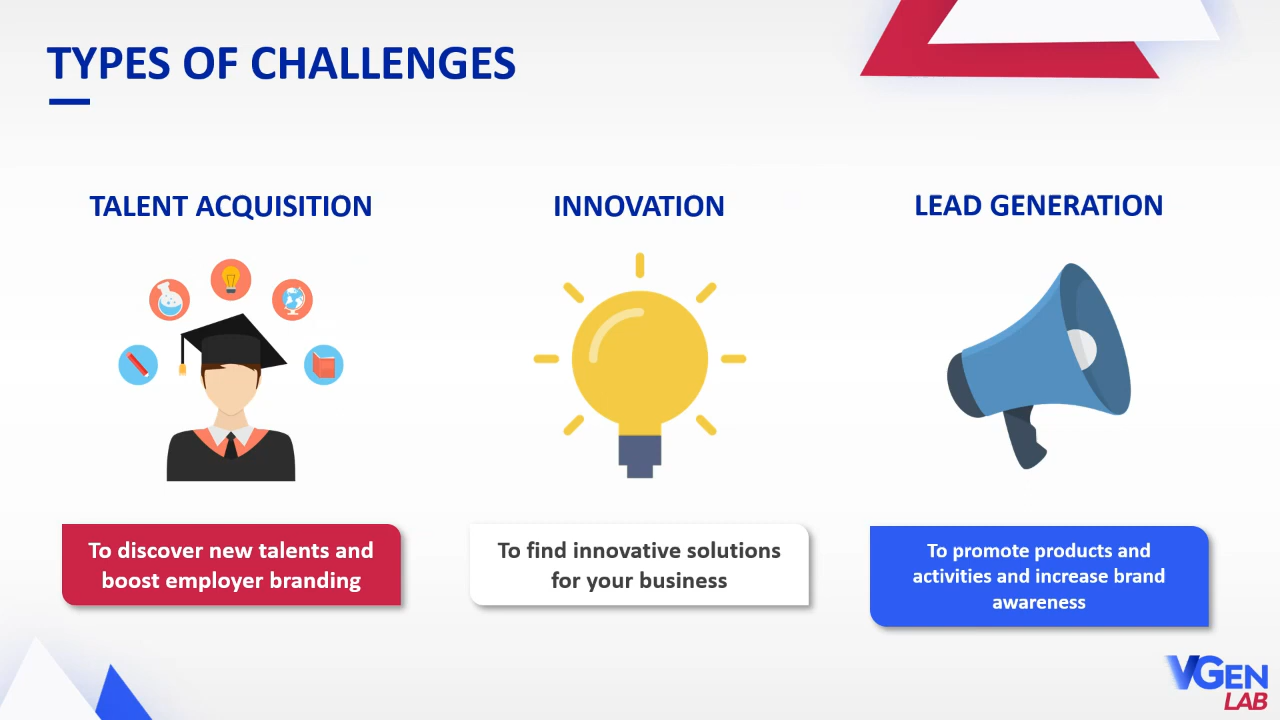 TYPES OF CHALLENGES
TALENT ACQUISITION
INNOVATION
LEAD GENERATION
To discover new talents and
boost employer branding
To find innovative solutions
for your business
To promote products and
activities and increase brand
awareness
VGEN
LAB